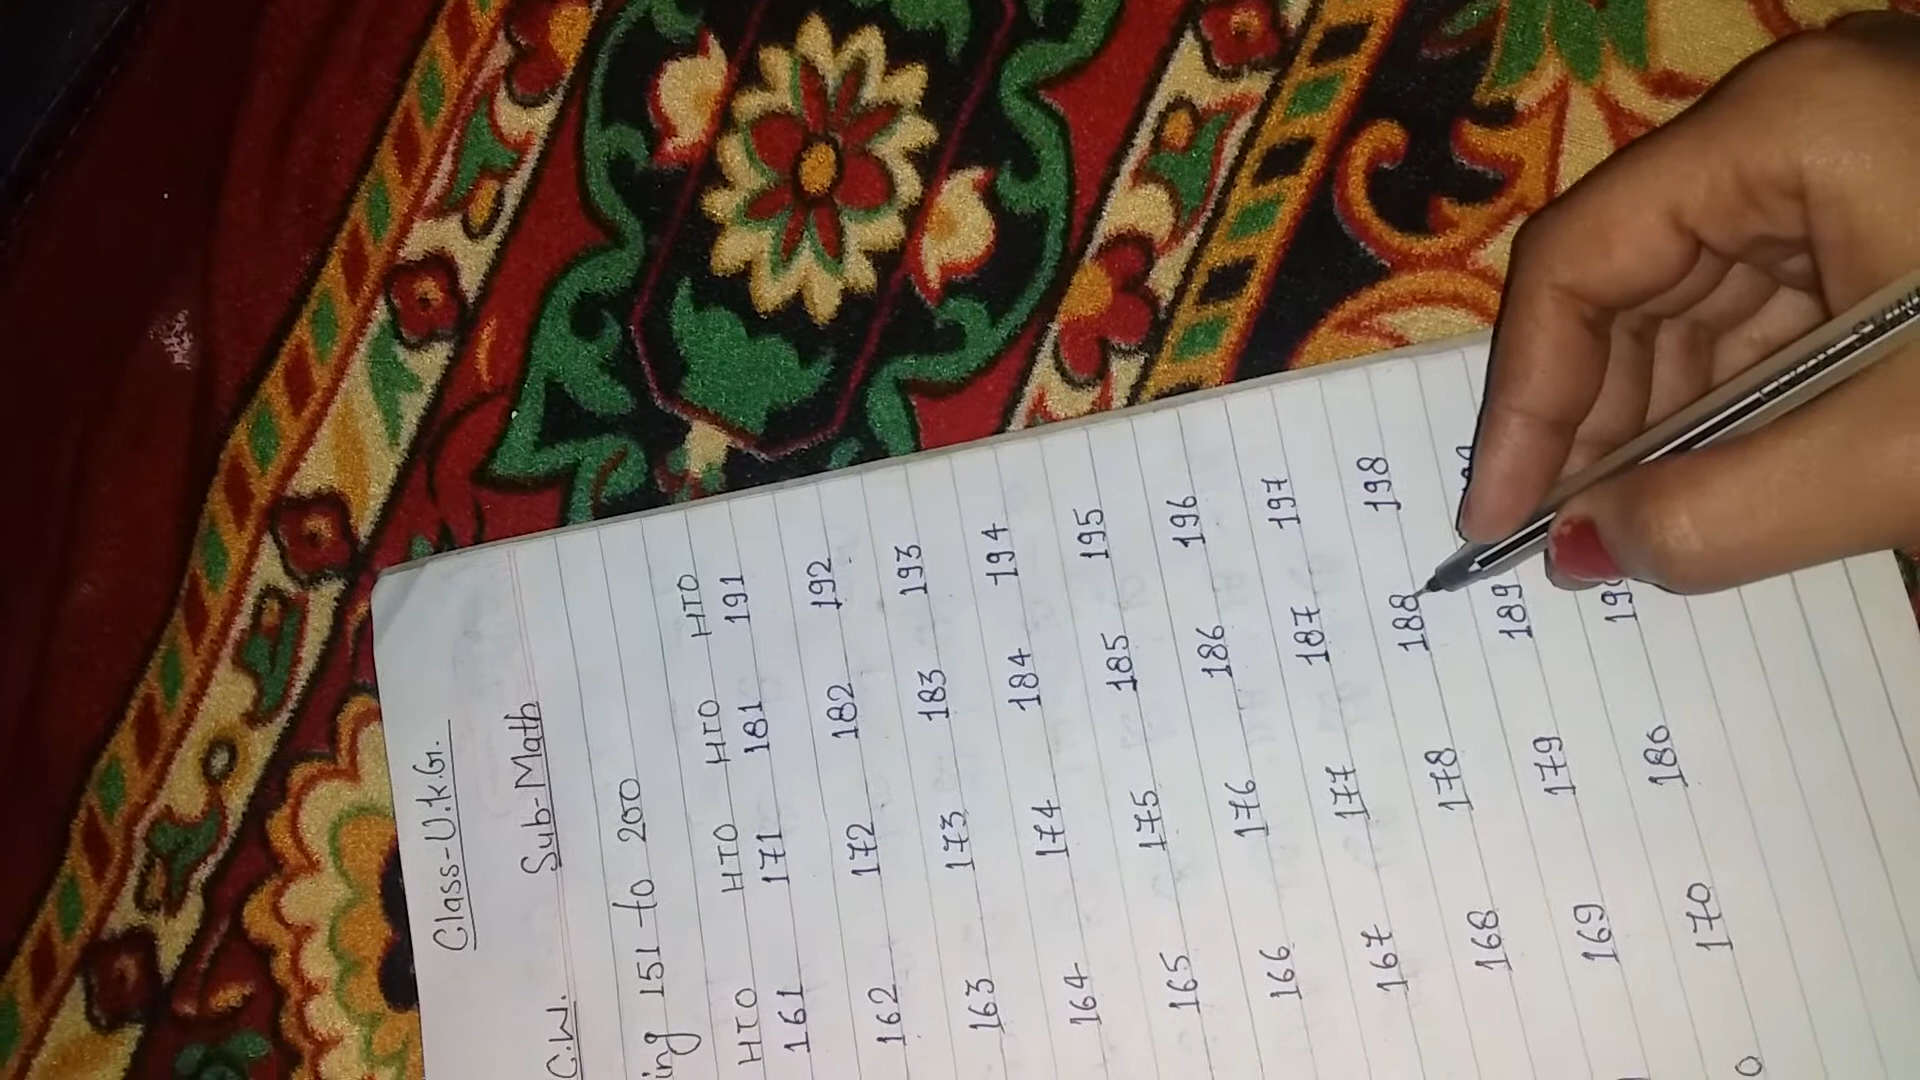 Class-U.K.G.
C.W. Sub-Math
ing 151 to 200
HTO HTO HTO HTO
161 171 181 191
162 172 182 192
163 173 183 193
164 174 184 194
165 175 185 195
166 176 186 196
167 177 187 197
168 178 188 198
169 179 189
0 170 180